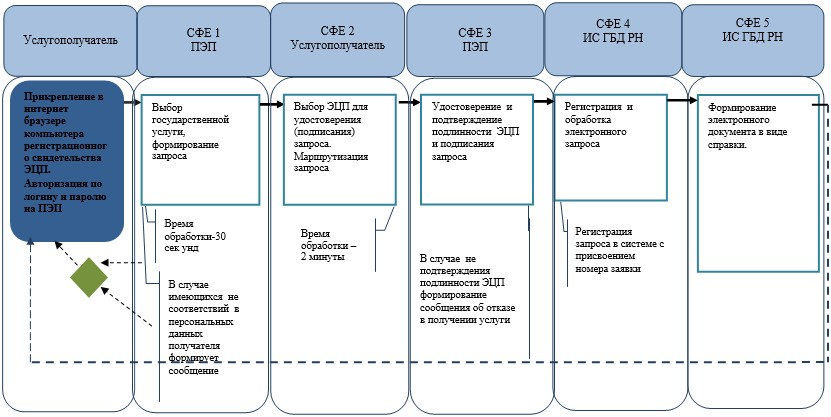 Услугополучатель
СФЕ 1
ПЭП
СФЕ 2
Услугополучатель
СФЕ 3
ПЭП
СФЕ 4
ИС ГБД РН
СФЕ 5
ИС ГБД РН
Прикрепление в
интернет
браузере
компьютера
регистрационног
о свидетельства
ЭЦП.
Авторизация по
логину и паролю
на ПЭП
Выбор
государственной
услуги,
формирование
запроса
Выбор ЭЦП для
удостоверения
(подписания)
запроса.
Маршрутизация
запроса
Удостоверение и
подтверждение
подлинности ЭЦП
и подписания
запроса
Регистрация и
обработка
электронного
запроса
Формирование
электронного
документа в виде
справки.
Время
обработки-30
сек унд
В случае
имеющихся не
соответствий в
персональных
данных
получателя
формирует
сообщение
Время
обработки –
2 минуты
В случае не
подтверждения
подлинности ЭЦП
формирование
сообщения об отказе
в получении услуги
Регистрация
запроса в системе с
присвоением
номера заявки